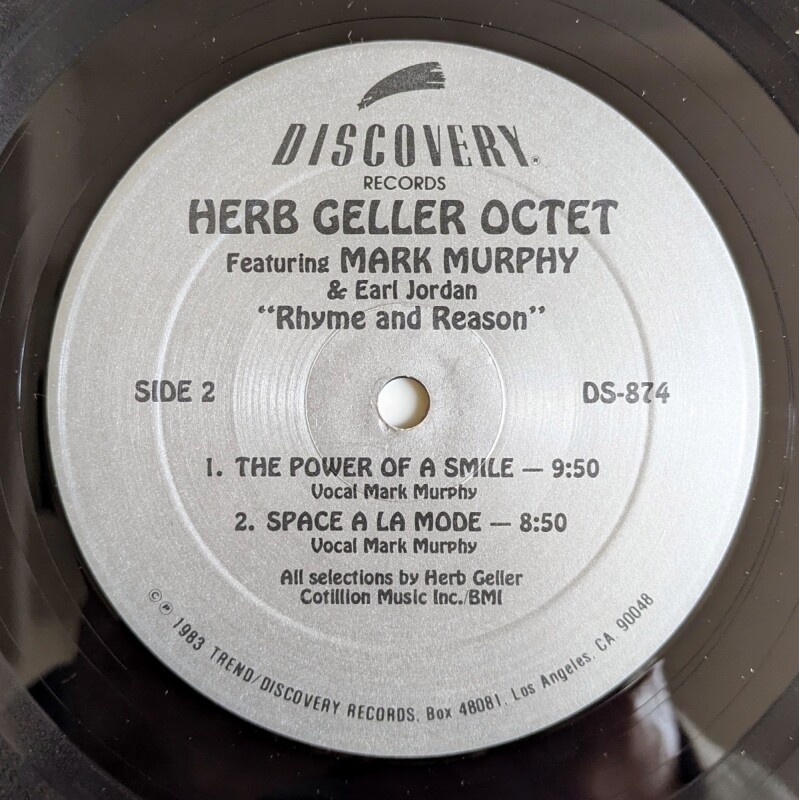 DISCOVERY®
RECORDS
HERB GELLER OCTET
Featuring MARK MURPHY
& Earl Jordan
"Rhyme and Reason"
SIDE 2
DS-874
1. THE POWER OF A SMILE — 9:50
Vocal Mark Murphy
2. SPACE A LA MODE — 8:50
Vocal Mark Murphy
All selections by Herb Geller
Cotillion Music Inc./BMI
©℗ 1983 TREND/DISCOVERY RECORDS, Box 48081, Los Angeles, CA. 90048